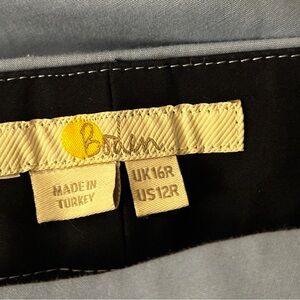 Boden
MADE IN
TURKEY
UK16R
US12R